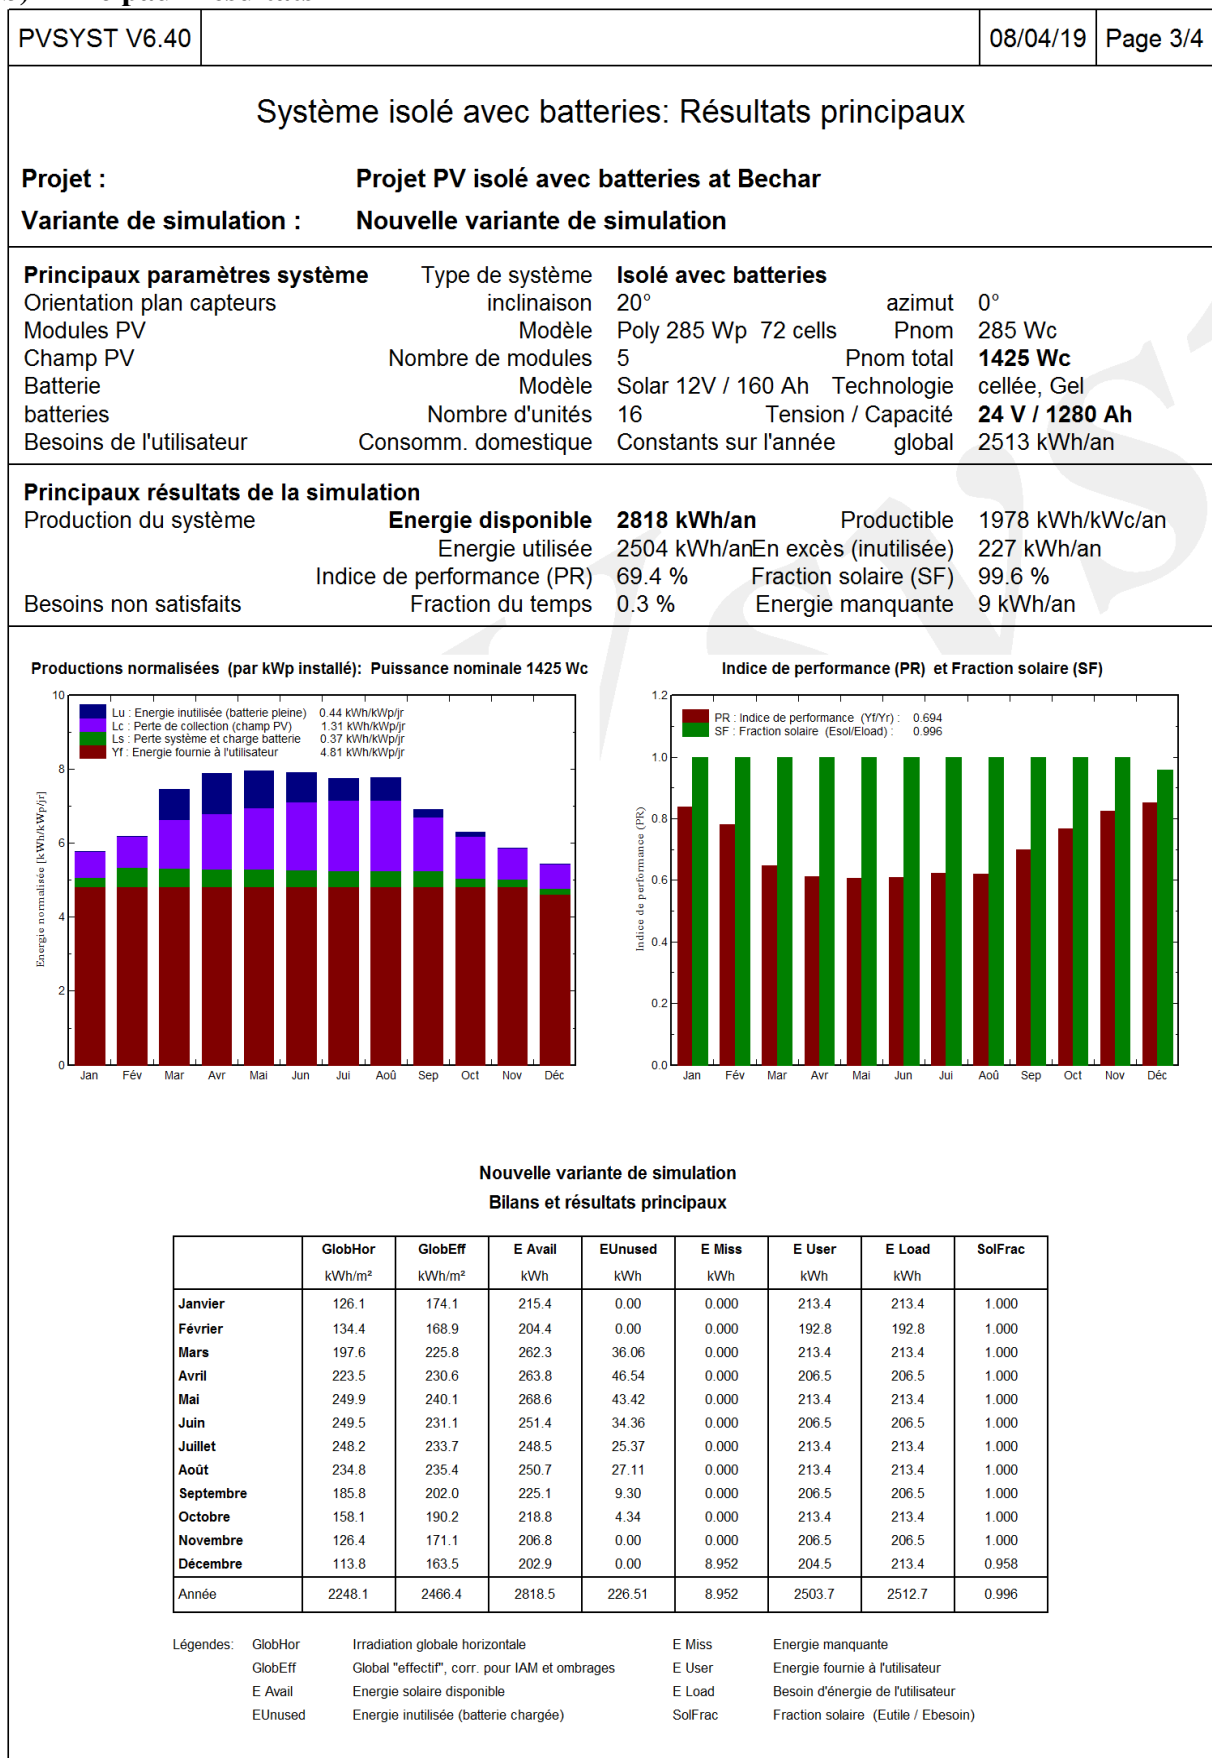 PVSYST V6.40 08/04/19 Page 3/4
Système isolé avec batteries: Résultats principaux
Projet : Projet PV isolé avec batteries at Bechar
Variante de simulation : Nouvelle variante de simulation
Principaux paramètres système Type de système Isolé avec batteries
Orientation plan capteurs inclinaison 20° azimut 0°
Modules PV Modèle Poly 285 Wp 72 cells Pnom 285 Wc
Champ PV Nombre de modules 5 Pnom total 1425 Wc
Batterie Modèle Solar 12V / 160 Ah Technologie cellée, Gel
batteries Nombre d'unités 16 Tension / Capacité 24 V / 1280 Ah
Besoins de l'utilisateur Consomm. domestique Constants sur l'année global 2513 kWh/an
Principaux résultats de la simulation
Production du système Energie disponible 2818 kWh/an Productible 1978 kWh/kWc/an
Energie utilisée 2504 kWh/an En excès (inutilisée) 227 kWh/an
Indice de performance (PR) 69.4 % Fraction solaire (SF) 99.6 %
Besoins non satisfaits Fraction du temps 0.3 % Energie manquante 9 kWh/an
Productions normalisées (par kWp installé): Puissance nominale 1425 Wc
Lu : Energie inutilisée (batterie pleine) 0.44 kWh/kWp/jr
Lc : Perte de collection (champ PV) 1.31 kWh/kWp/jr
Ls : Perte système et charge batterie 0.37 kWh/kWp/jr
Yf : Energie fournie à l'utilisateur 4.81 kWh/kWp/jr
Energie normalisée [kWh/kWp/jr]
10
8
6
4
2
0
Jan Fév Mar Avr Mai Jun Jui Aoû Sep Oct Nov Déc
Indice de performance (PR) et Fraction solaire (SF)
PR : Indice de performance (Yf/Yr) : 0.694
SF : Fraction solaire (Esol/Eload) : 0.996
Indice de performance (PR)
1.2
1.0
0.8
0.6
0.4
0.2
0.0
Jan Fév Mar Avr Mai Jun Jui Aoû Sep Oct Nov Déc
Nouvelle variante de simulation
Bilans et résultats principaux
GlobHor GlobEff E Avail EUnused E Miss E User E Load SolFrac
kWh/m² kWh/m² kWh kWh kWh kWh kWh
Janvier 126.1 174.1 215.4 0.00 0.000 213.4 213.4 1.000
Février 134.4 168.9 204.4 0.00 0.000 192.8 192.8 1.000
Mars 197.6 225.8 262.3 36.06 0.000 213.4 213.4 1.000
Avril 223.5 230.6 263.8 46.54 0.000 206.5 206.5 1.000
Mai 249.9 240.1 268.6 43.42 0.000 213.4 213.4 1.000
Juin 249.5 231.1 251.4 34.36 0.000 206.5 206.5 1.000
Juillet 248.2 233.7 248.5 25.37 0.000 213.4 213.4 1.000
Août 234.8 235.4 250.7 27.11 0.000 213.4 213.4 1.000
Septembre 185.8 202.0 225.1 9.30 0.000 206.5 206.5 1.000
Octobre 158.1 190.2 218.8 4.34 0.000 213.4 213.4 1.000
Novembre 126.4 171.1 206.8 0.00 0.000 206.5 206.5 1.000
Décembre 113.8 163.5 202.9 0.00 8.952 204.5 213.4 0.958
Année 2248.1 2466.4 2818.5 226.51 8.952 2503.7 2512.7 0.996
Légendes: GlobHor Irradiation globale horizontale E Miss Energie manquante
GlobEff Global "effectif", corr. pour IAM et ombrages E User Energie fournie à l'utilisateur
E Avail Energie solaire disponible E Load Besoin d'énergie de l'utilisateur
EUnused Energie inutilisée (batterie chargée) SolFrac Fraction solaire (Eutile / Ebesoin)